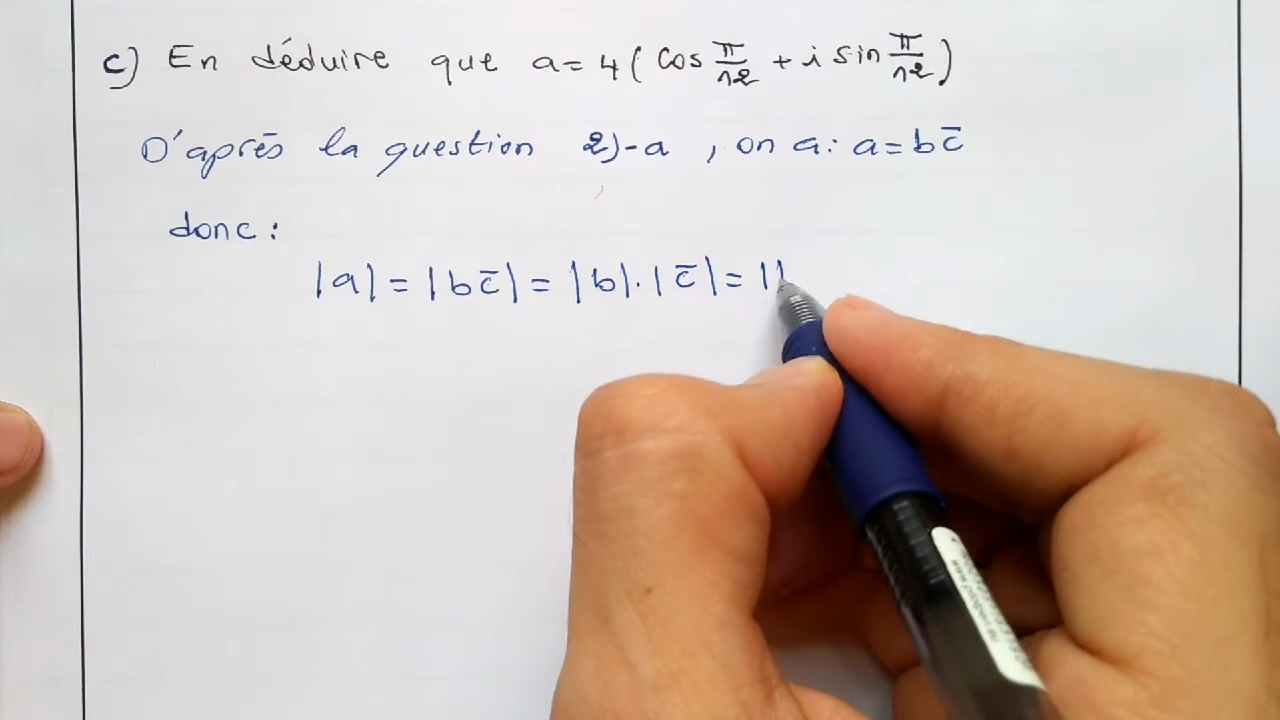 c) En déduire que a = 4 ( cos π/12 + i sin π/12 )
D'après la question 2)-a , on a : a = b c̅
donc :
|a| = |b c̅| = |b| . |c̅| = ||